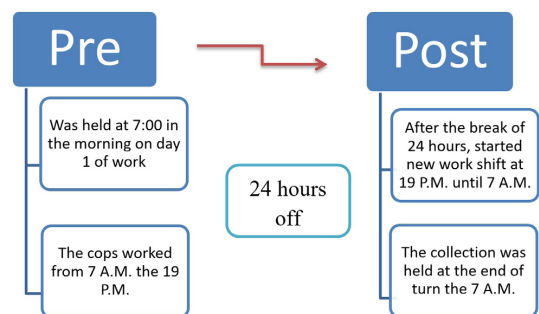 Pre
Was held at 7:00 in
the morning on day
1 of work
The cops worked
from 7 A.M. the 19
P.M.
24 hours
off
Post
After the break of
24 hours, started
new work shift at
19 P.M. until 7 A.M.
The collection was
held at the end of
turn the 7 A.M.